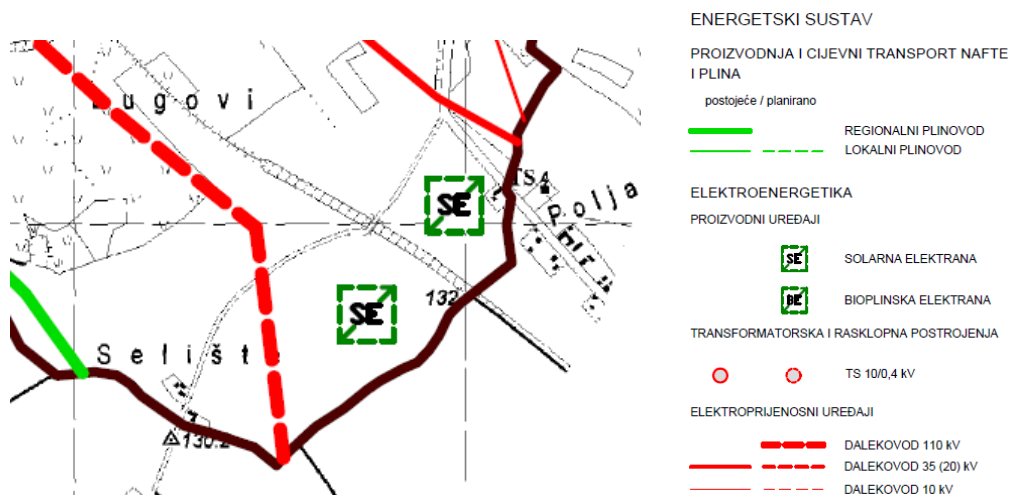 Lugovi
SE
TS4
Polja
132
SE
Selište
130.2
ENERGETSKI SUSTAV
PROIZVODNJA I CIJEVNI TRANSPORT NAFTE
I PLINA
postojeće / planirano
REGIONALNI PLINOVOD
LOKALNI PLINOVOD
ELEKTROENERGETIKA
PROIZVODNI UREĐAJI
SE SOLARNA ELEKTRANA
BE BIOPLINSKA ELEKTRANA
TRANSFORMATORSKA I RASKLOPNA POSTROJENJA
TS 10/0,4 kV
ELEKTROPRIJENOSNI UREĐAJI
DALEKOVOD 110 kV
DALEKOVOD 35 (20) kV
DALEKOVOD 10 kV